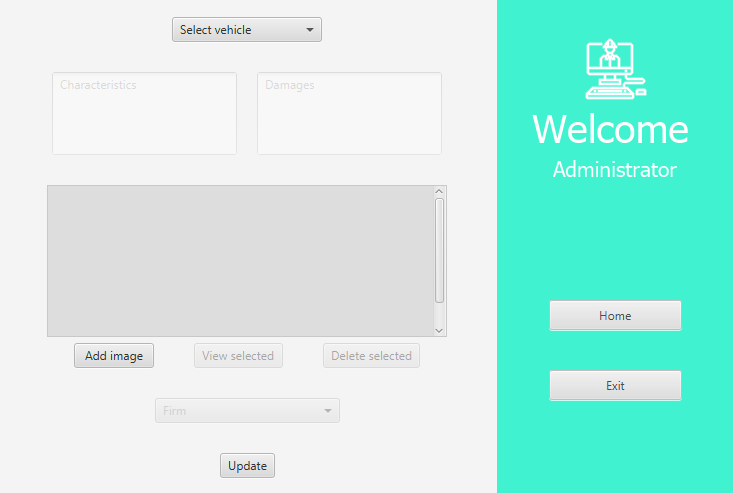 Select vehicle
Characteristics
Damages
Add image
View selected
Delete selected
Firm
Update
Welcome
Administrator
Home
Exit